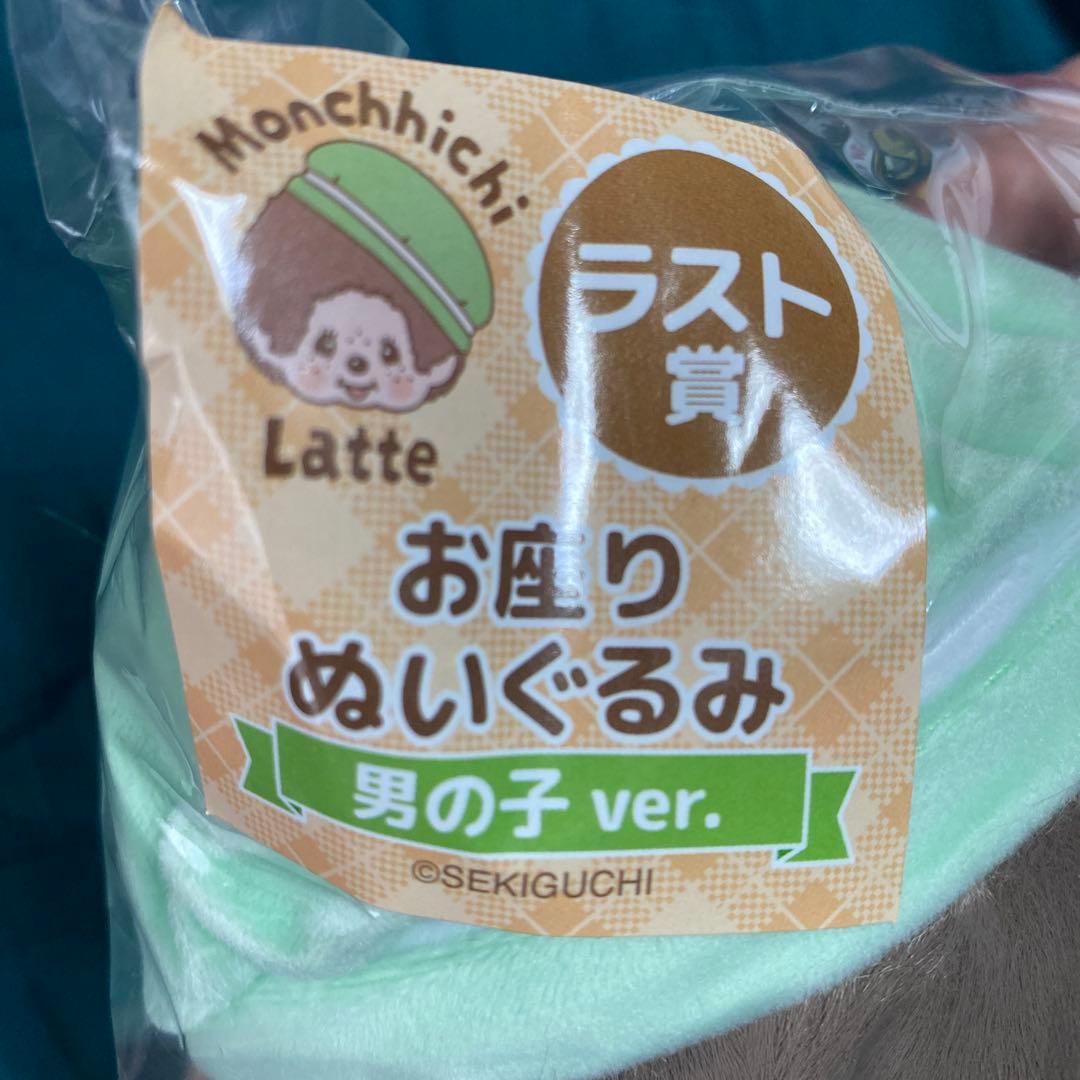 Monchhichi
Latte
ラスト
賞
お座り
ぬいぐるみ
男の子 ver.
©SEKIGUCHI